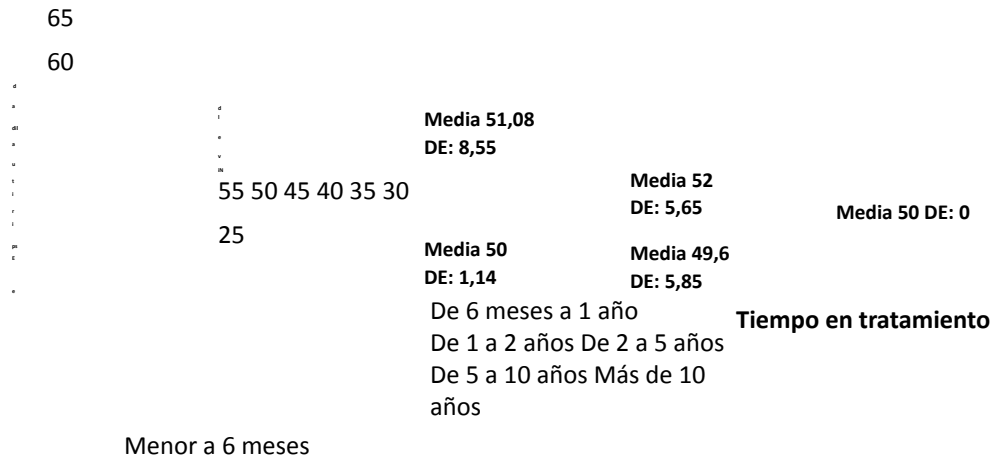 65
60
Media 51,08
DE: 8,55
55 50 45 40 35 30
25
Media 52
DE: 5,65
Media 50 DE: 0
Media 50
DE: 1,14
Media 49,6
DE: 5,85
De 6 meses a 1 año
De 1 a 2 años De 2 a 5 años
De 5 a 10 años Más de 10
años
Tiempo en tratamiento
Menor a 6 meses